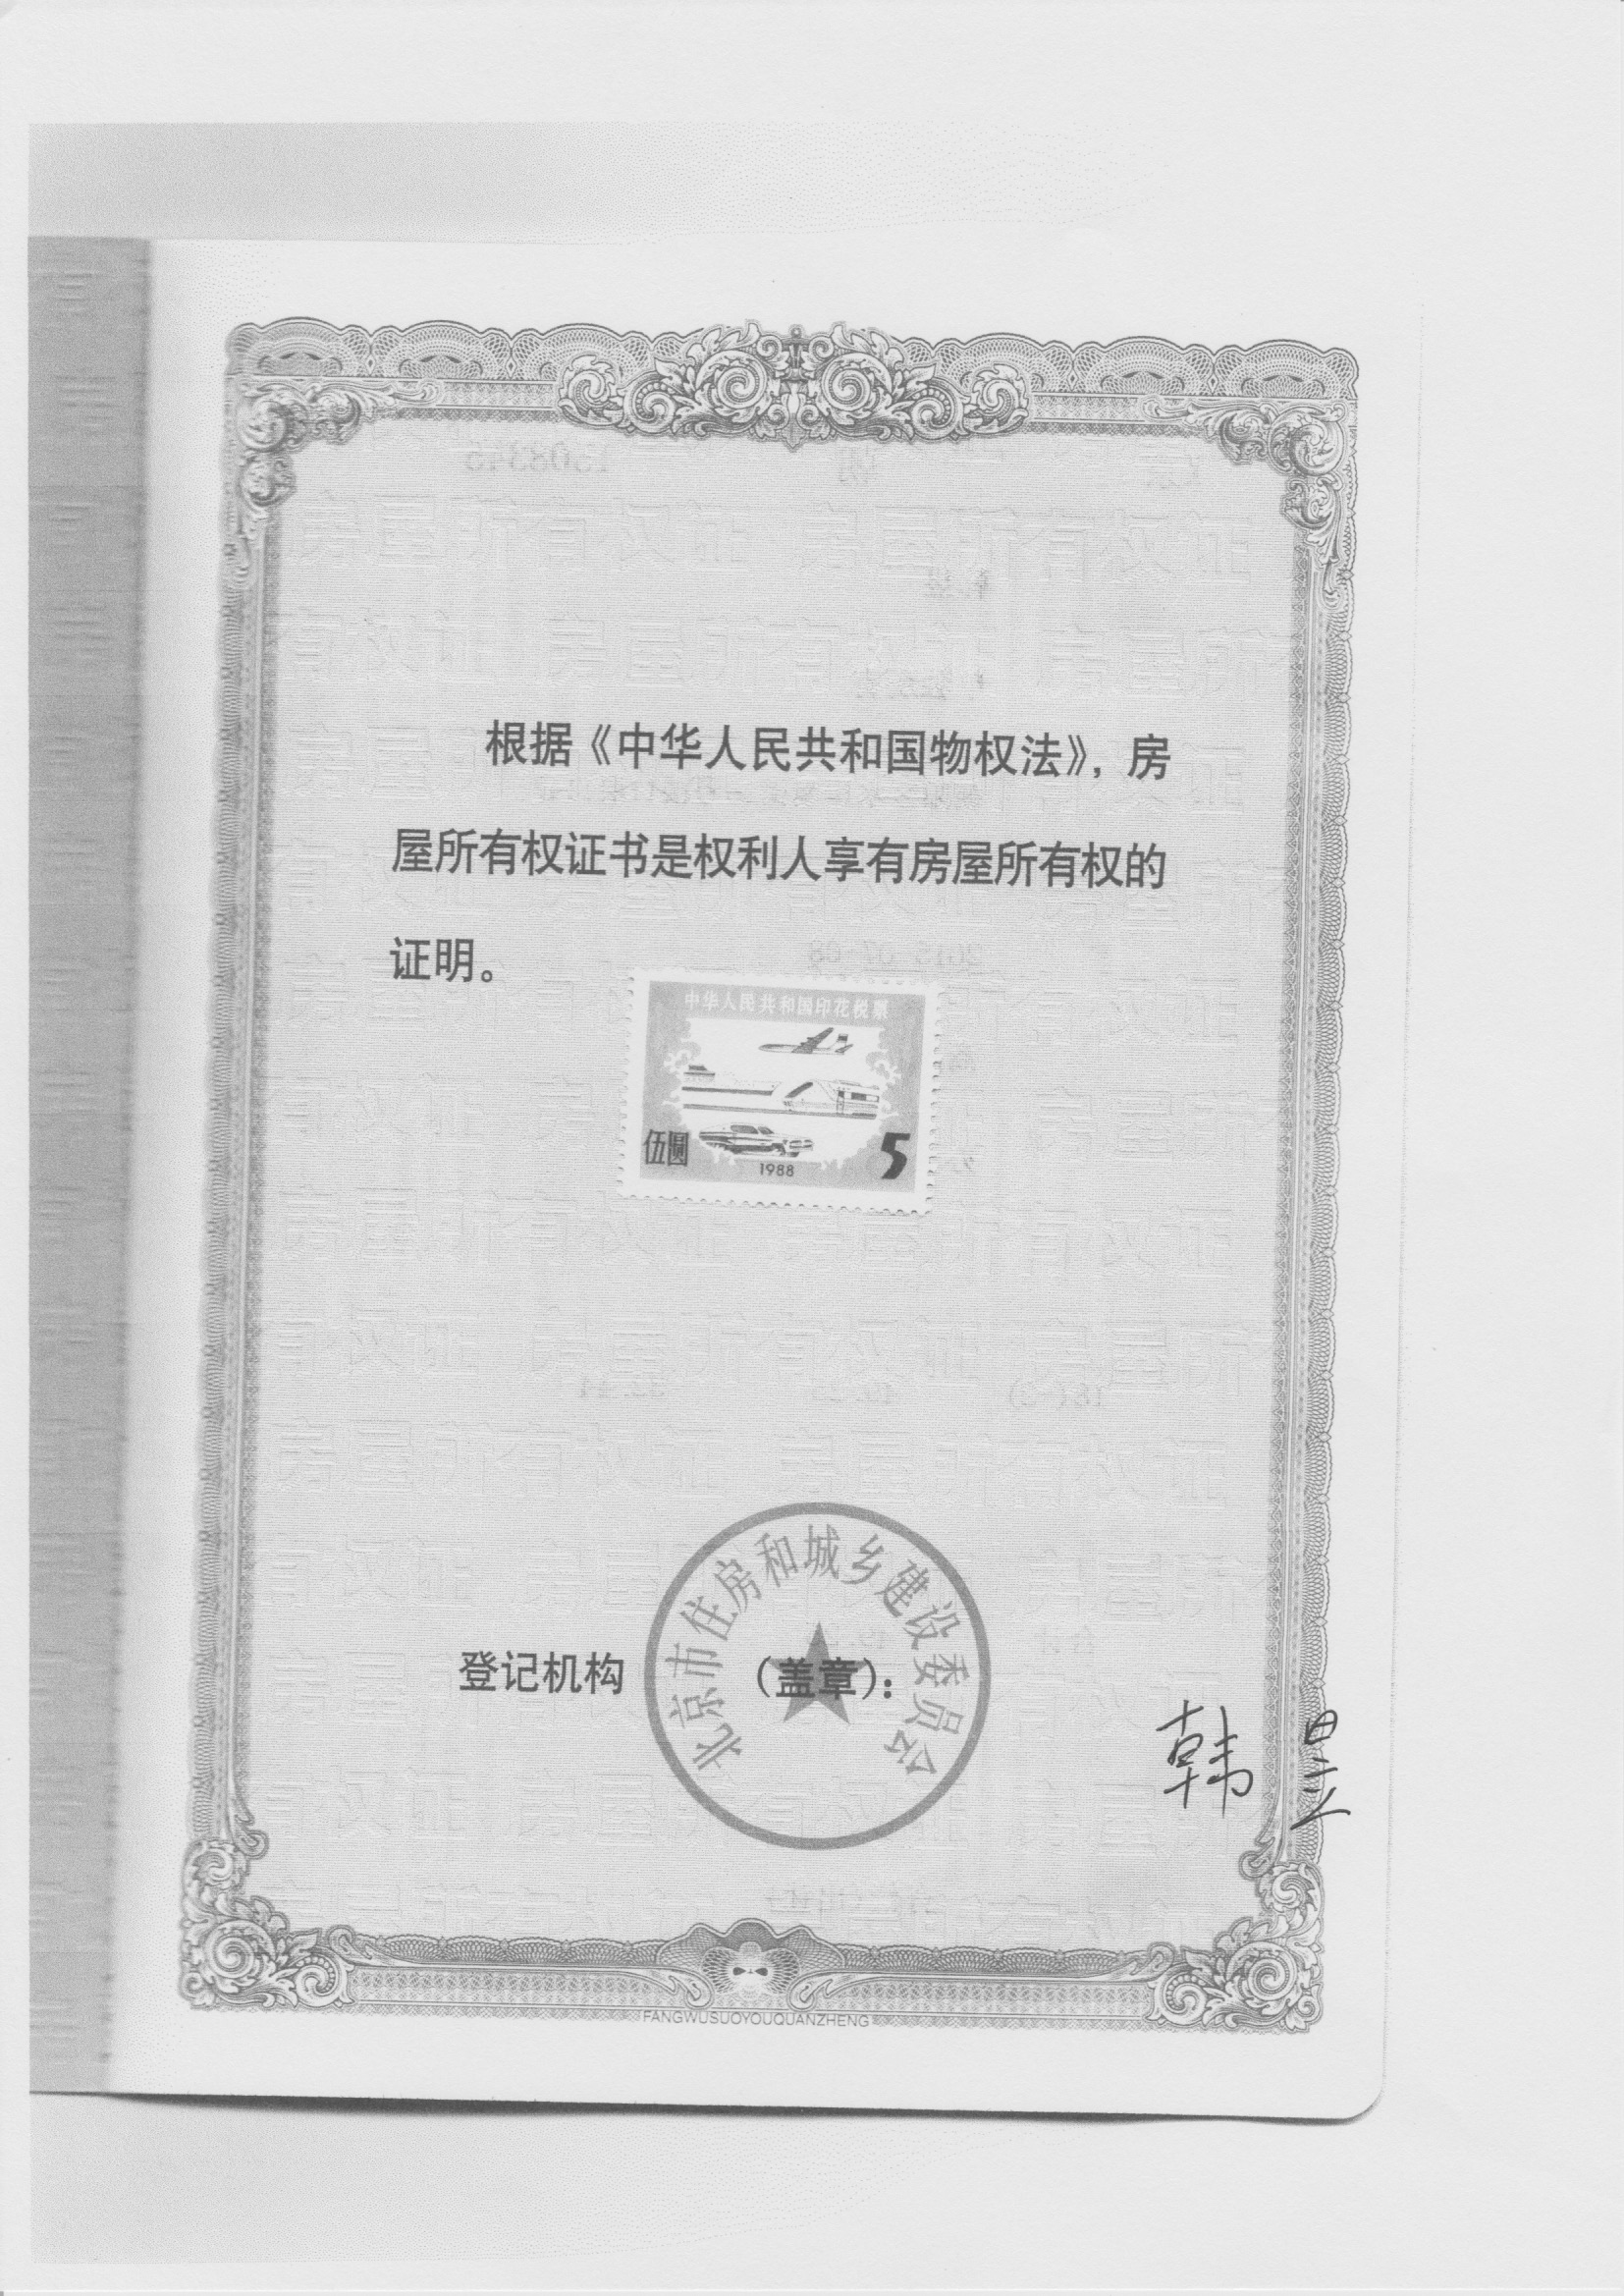 根据《中华人民共和国物权法》，房
屋所有权证书是权利人享有房屋所有权的
证明。
中华人民共和国印花税票
伍圆
1988
5
北京市住房和城乡建设委员会
登记机构 （盖章）：
韩昱
FANGWUSUOYOUQUANZHENG